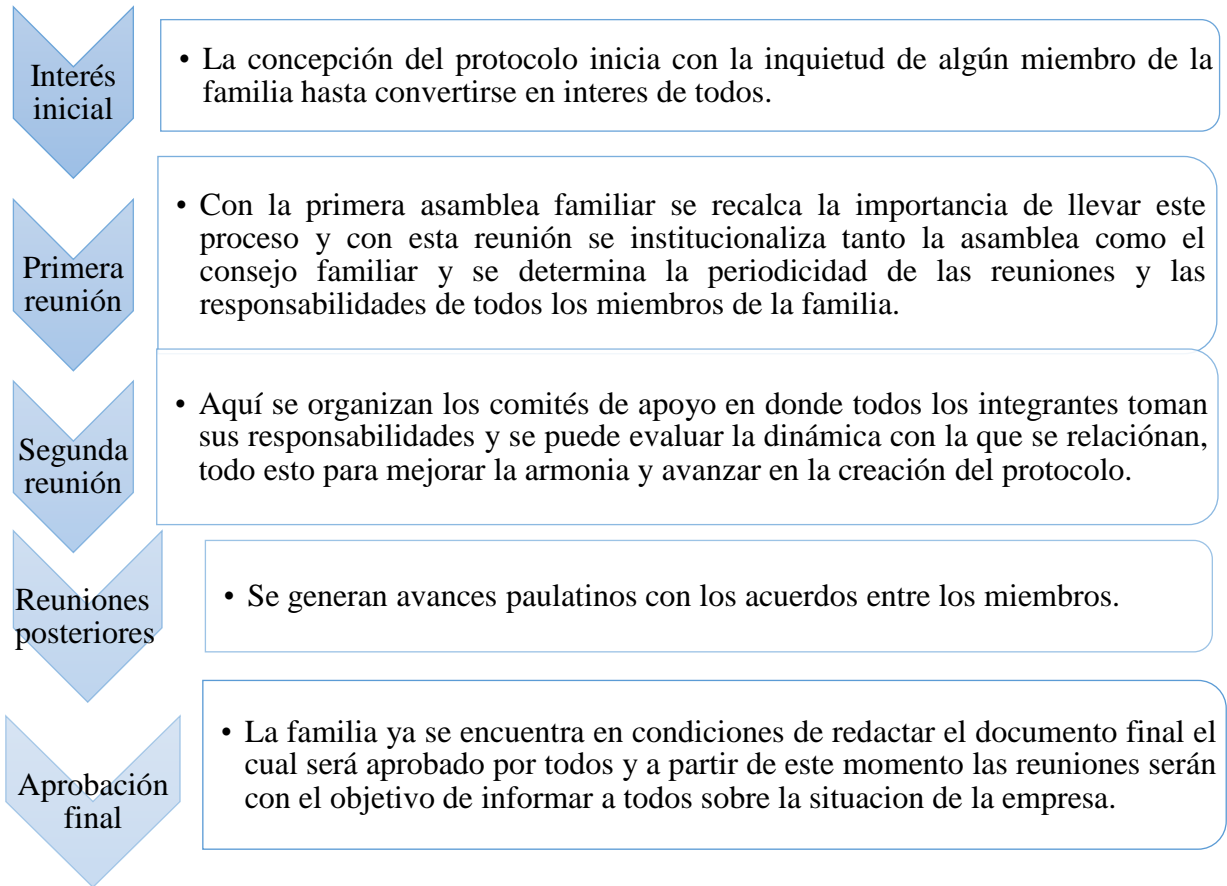 Interés
inicial
• La concepción del protocolo inicia con la inquietud de algún miembro de la
familia hasta convertirse en interes de todos.
Primera
reunión
• Con la primera asamblea familiar se recalca la importancia de llevar este
proceso y con esta reunión se institucionaliza tanto la asamblea como el
consejo familiar y se determina la periodicidad de las reuniones y las
responsabilidades de todos los miembros de la familia.
Segunda
reunión
• Aquí se organizan los comités de apoyo en donde todos los integrantes toman
sus responsabilidades y se puede evaluar la dinámica con la que se relaciónan,
todo esto para mejorar la armonia y avanzar en la creación del protocolo.
Reuniones
posteriores
• Se generan avances paulatinos con los acuerdos entre los miembros.
Aprobación
final
• La familia ya se encuentra en condiciones de redactar el documento final el
cual será aprobado por todos y a partir de este momento las reuniones serán
con el objetivo de informar a todos sobre la situacion de la empresa.